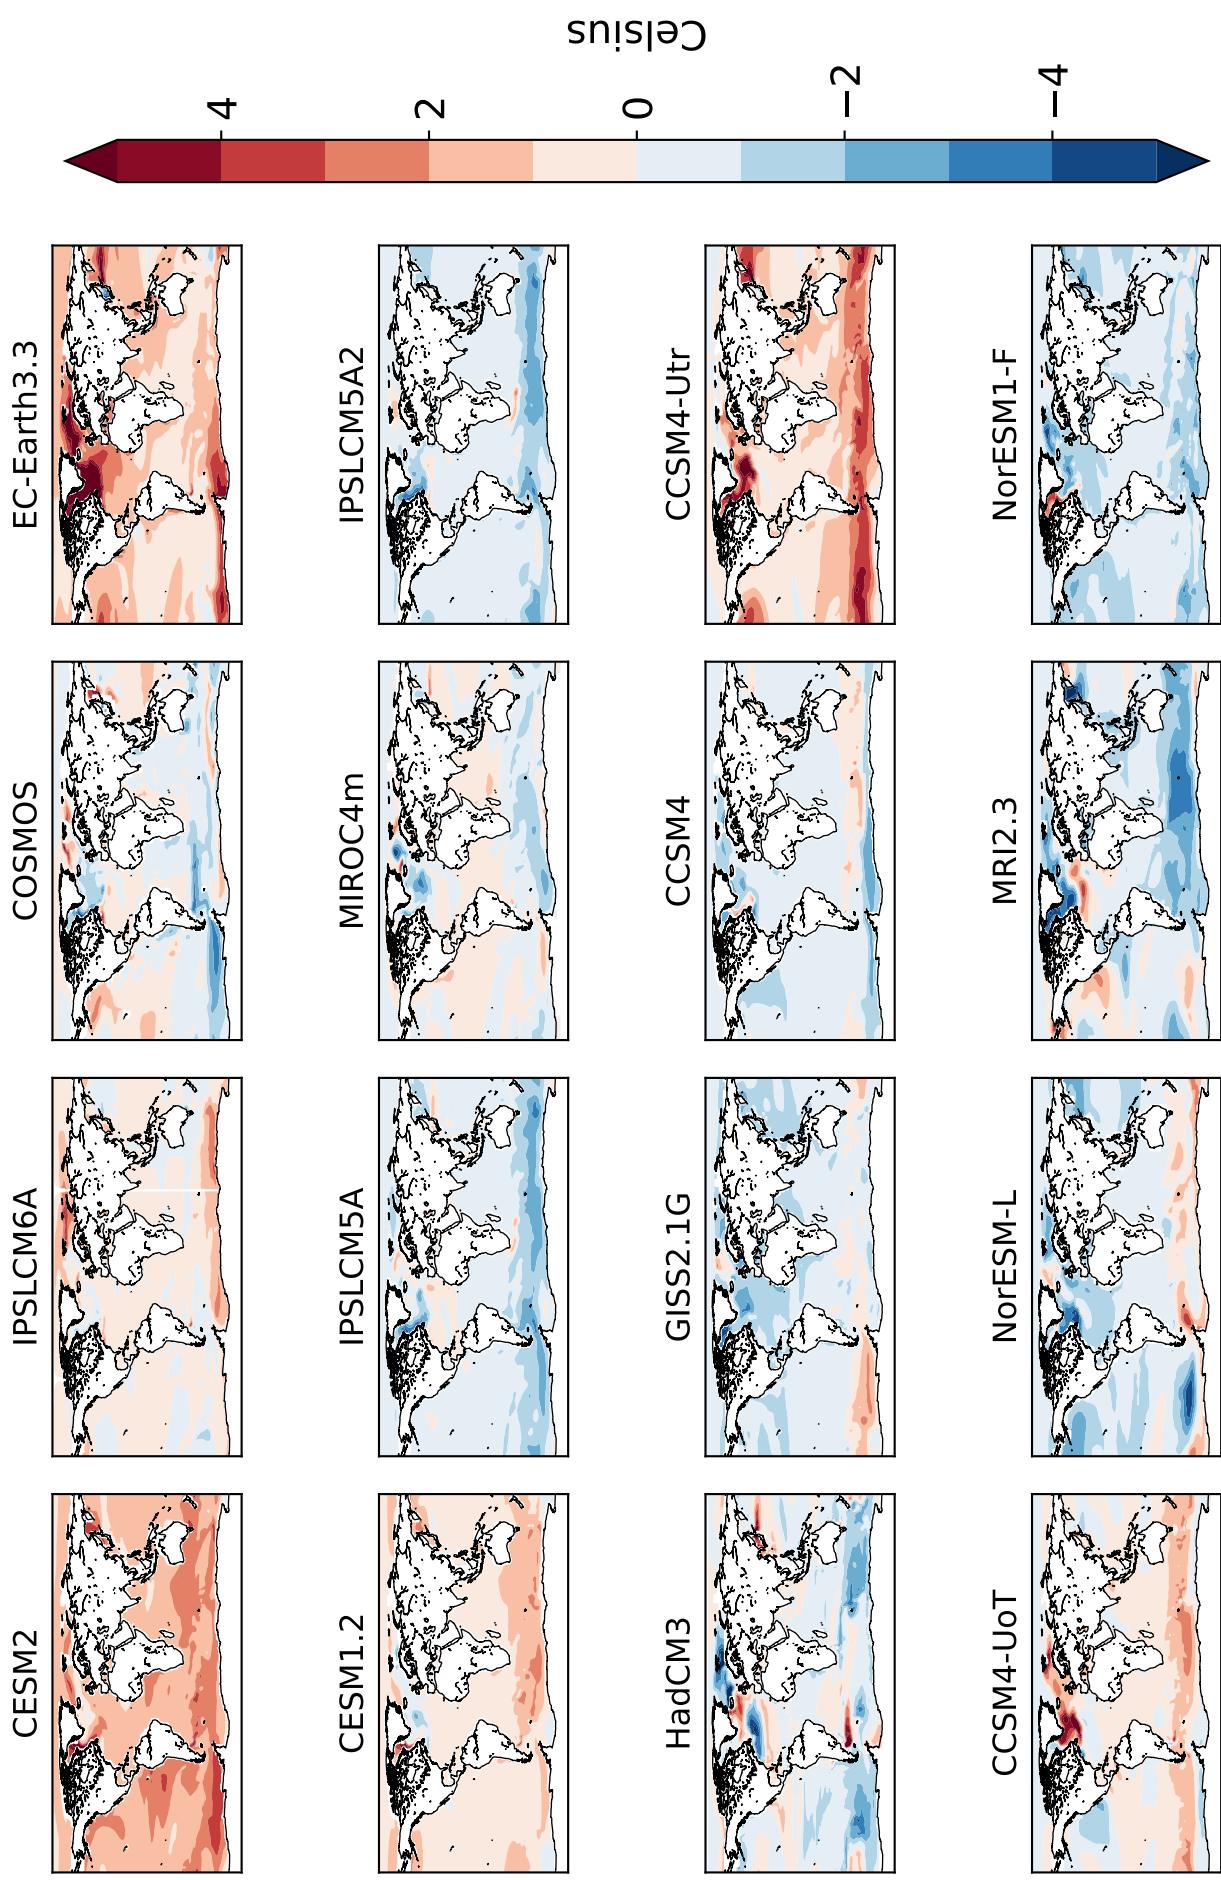 CESM2
IPSLCM6A
COSMOS
EC-Earth3.3
CESM1.2
IPSLCM5A
MIROC4m
IPSLCM5A2
HadCM3
GISS2.1G
CCSM4
CCSM4-Utr
CCSM4-UoT
NorESM-L
MRI2.3
NorESM1-F
4
2
0
−2
−4
Celsius